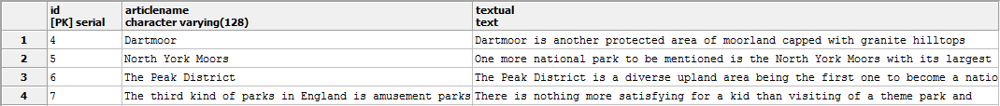 id articlename textual
[PK] serial character varying(128) text
1 4 Dartmoor Dartmoor is another protected area of moorland capped with granite hilltops
2 5 North York Moors One more national park to be mentioned is the North York Moors with its largest
3 6 The Peak District The Peak District is a diverse upland area being the first one to become a natio
4 7 The third kind of parks in England is amusement parks There is nothing more satisfying for a kid than visiting of a theme park and